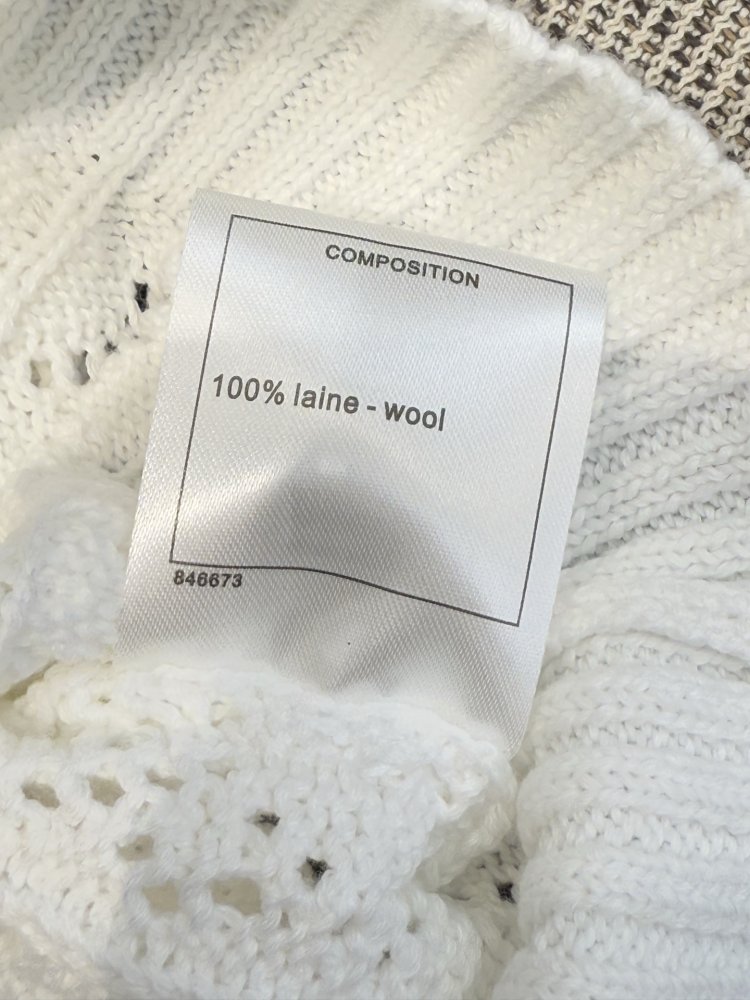 COMPOSITION
100% laine - wool
846673